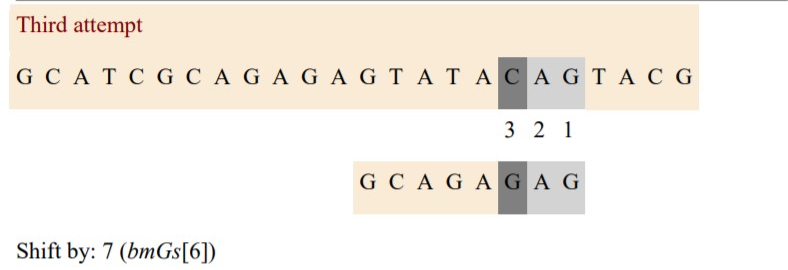 Third attempt
G C A T C G C A G A G A G T A T A C A G T A C G
3 2 1
G C A G A G A G
Shift by: 7 (bmGs[6])